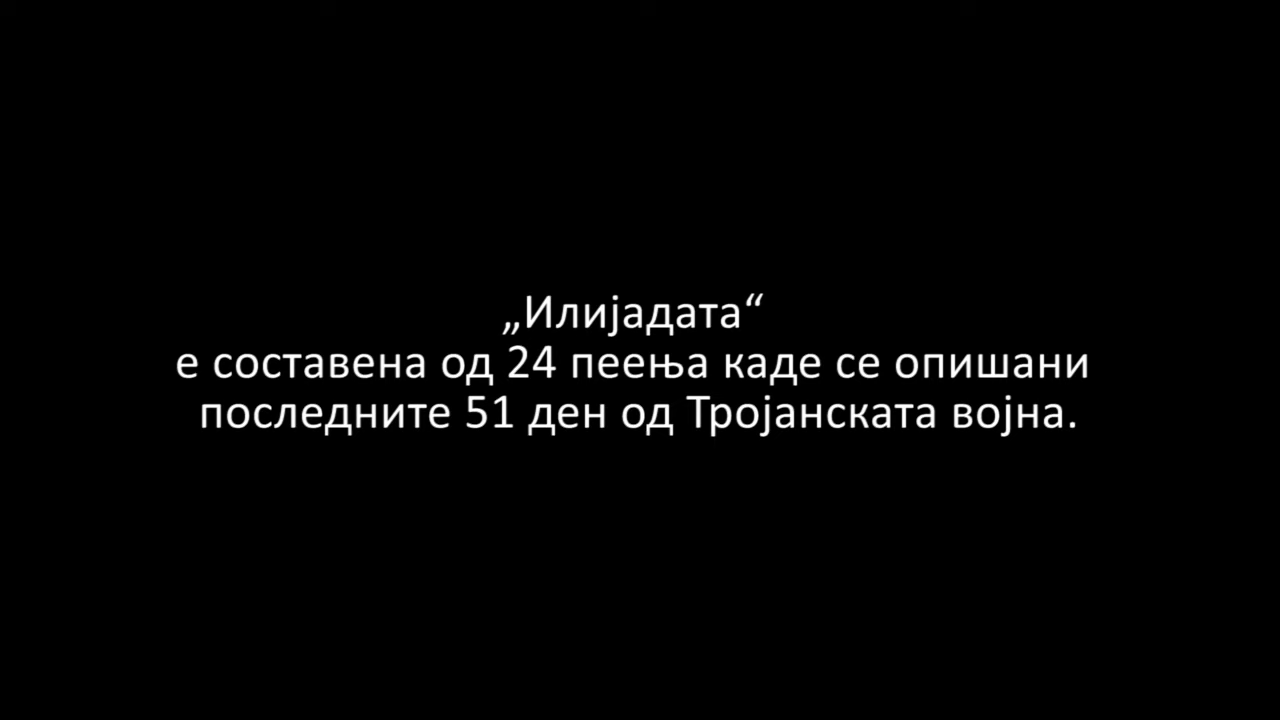 „Илијадата“
е составена од 24 пеења каде се опишани
последните 51 ден од Тројанската војна.